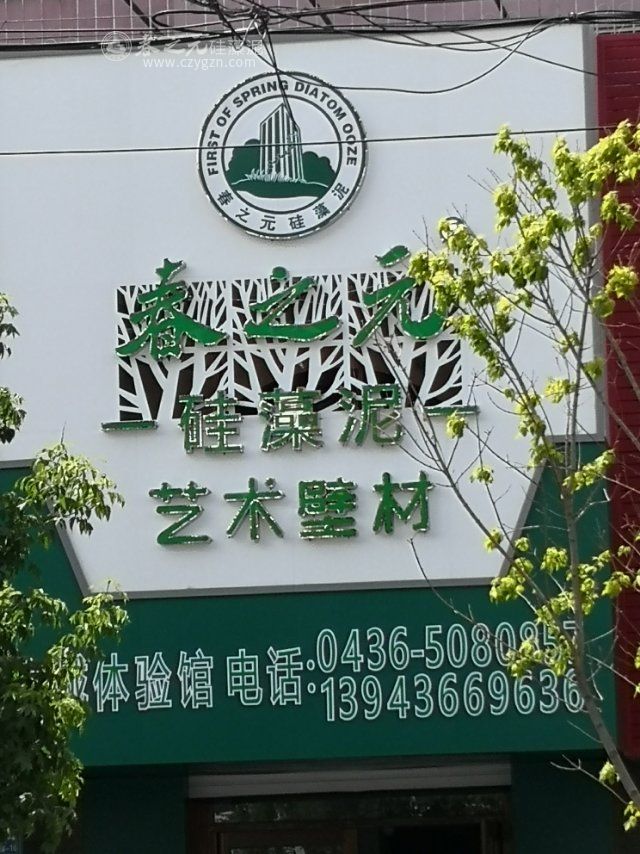 春之元硅藻泥
www.czygzn.com
FIRST OF SPRING DIATOM OOZE
春之元硅藻泥
春之元
硅藻泥
艺术壁材
体验馆 电话:0436-5080857
13943669636